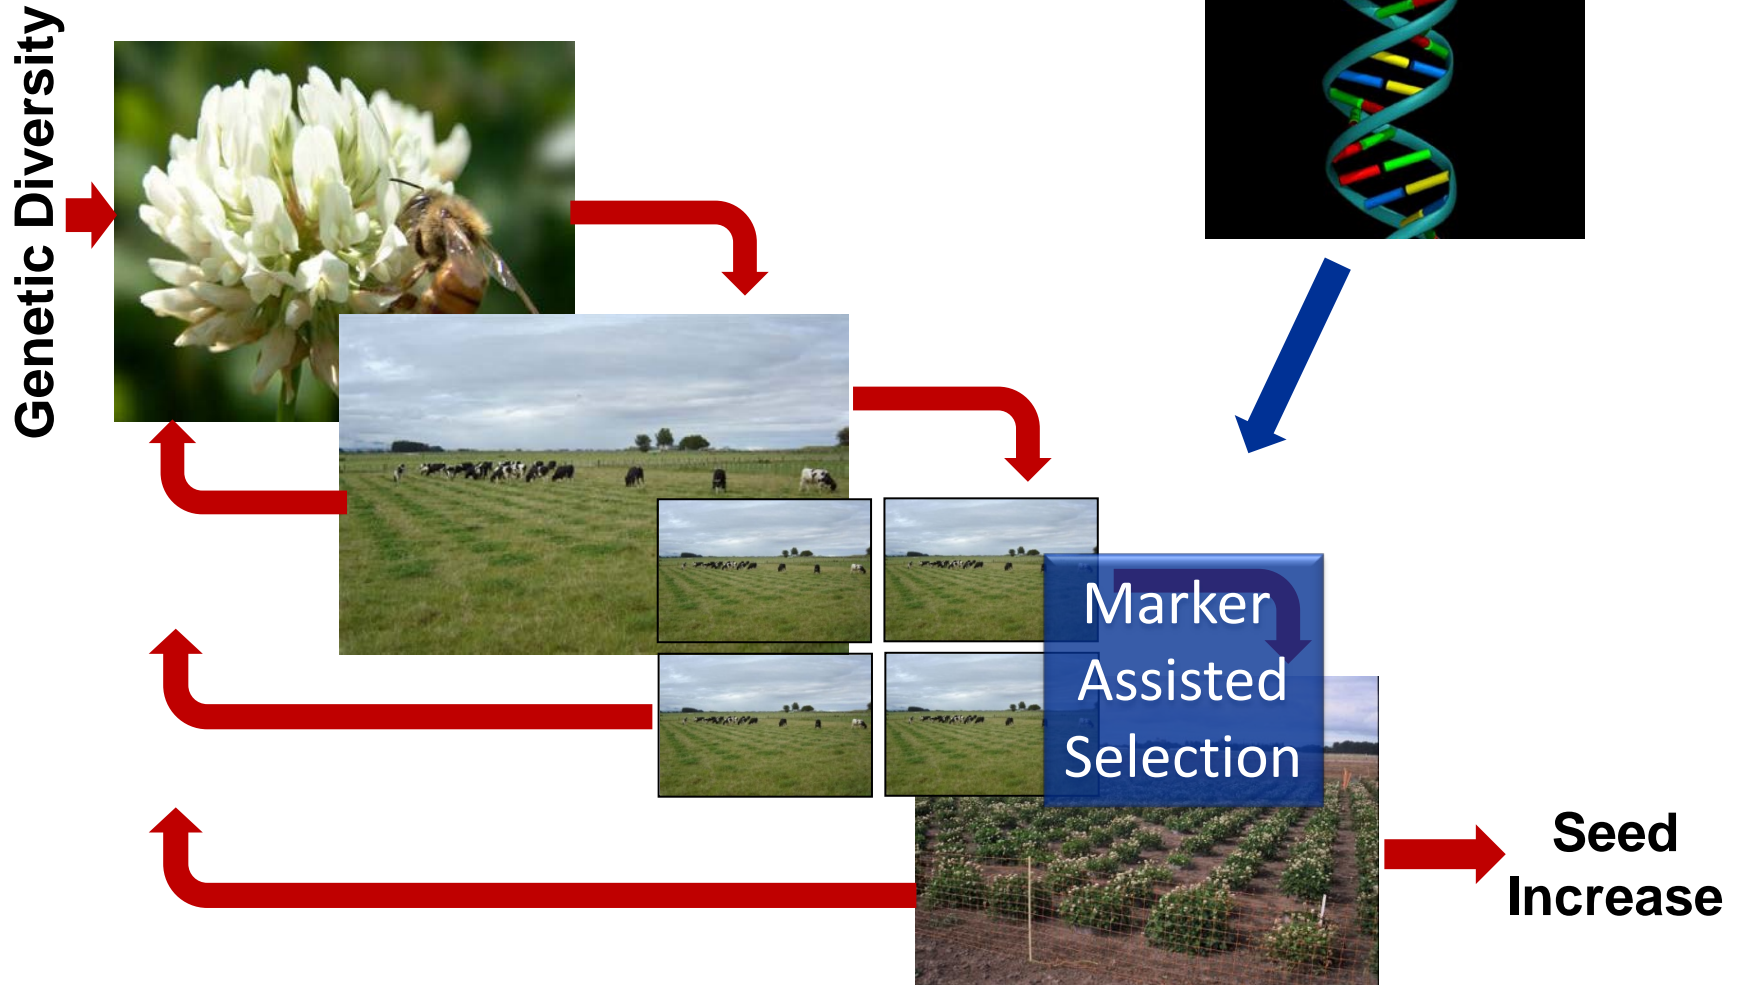 Genetic Diversity
Marker
Assisted
Selection
Seed
Increase